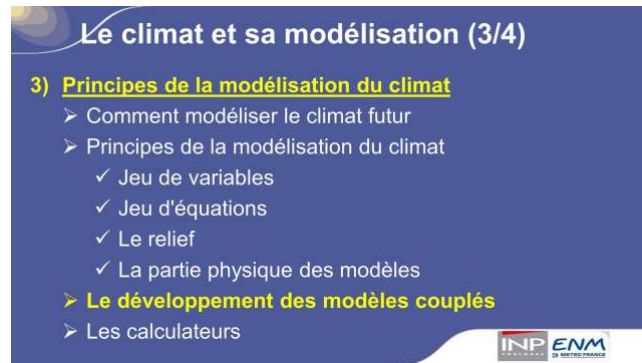 Le climat et sa modélisation (3/4)
3) Principes de la modélisation du climat
➢ Comment modéliser le climat futur
➢ Principes de la modélisation du climat
✓ Jeu de variables
✓ Jeu d'équations
✓ Le relief
✓ La partie physique des modèles
➢ Le développement des modèles couplés
➢ Les calculateurs
INP ENM
METEO FRANCE